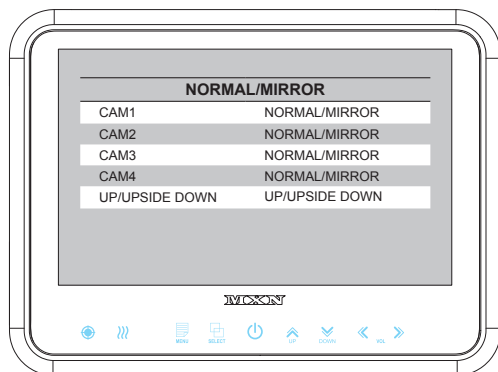 NORMAL/MIRROR
CAM1 NORMAL/MIRROR
CAM2 NORMAL/MIRROR
CAM3 NORMAL/MIRROR
CAM4 NORMAL/MIRROR
UP/UPSIDE DOWN UP/UPSIDE DOWN
MXN
MENU SELECT UP DOWN VOL